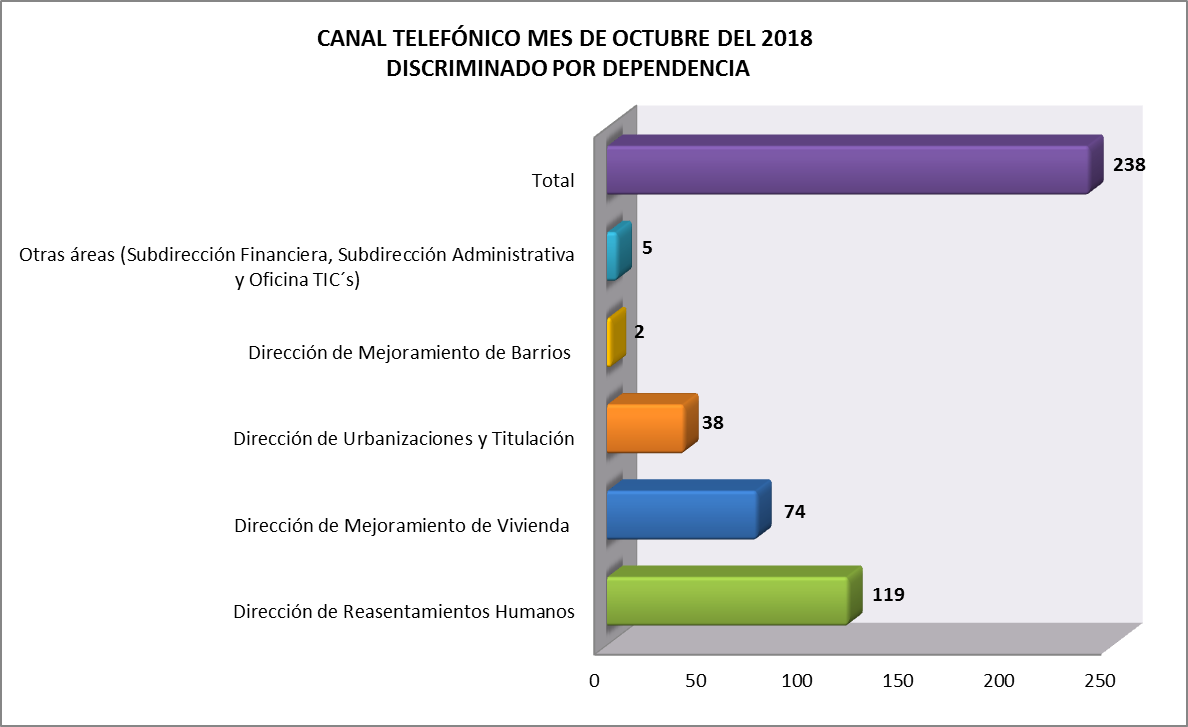 CANAL TELEFÓNICO MES DE OCTUBRE DEL 2018
DISCRIMINADO POR DEPENDENCIA
Total
238
Otras áreas (Subdirección Financiera, Subdirección Administrativa
y Oficina TIC´s)
5
Dirección de Mejoramiento de Barrios
2
Dirección de Urbanizaciones y Titulación
38
Dirección de Mejoramiento de Vivienda
74
Dirección de Reasentamientos Humanos
119
0 50 100 150 200 250